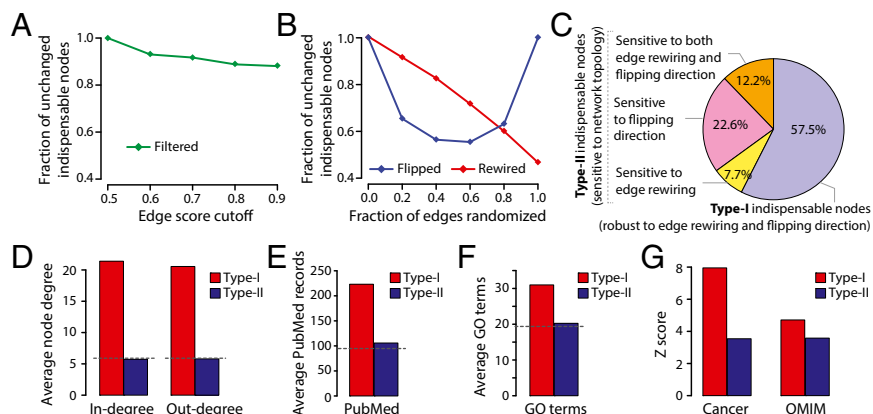 A
Fraction of unchanged
indispensable nodes
1.0
0.8
0.6
0.4
Filtered
0.5 0.6 0.7 0.8 0.9
Edge score cutoff
B
Fraction of unchanged
indispensable nodes
1.0
0.8
0.6
0.4
Flipped Rewired
0.0 0.2 0.4 0.6 0.8 1.0
Fraction of edges randomized
C
Type-II indispensable nodes
(sensitive to network topology)
Sensitive to both
edge rewiring and
flipping direction
Sensitive
to flipping
direction
Sensitive to
edge rewiring
12.2%
22.6%
7.7%
57.5%
Type-I indispensable nodes
(robust to edge rewiring and flipping direction)
D
Average node degree
20
15
10
5
0
Type-I
Type-II
In-degree Out-degree
E
Average PubMed records
250
200
150
100
50
0
Type-I
Type-II
PubMed
F
Average GO terms
30
20
10
0
Type-I
Type-II
GO terms
G
Z score
8
6
4
2
0
Type-I
Type-II
Cancer OMIM